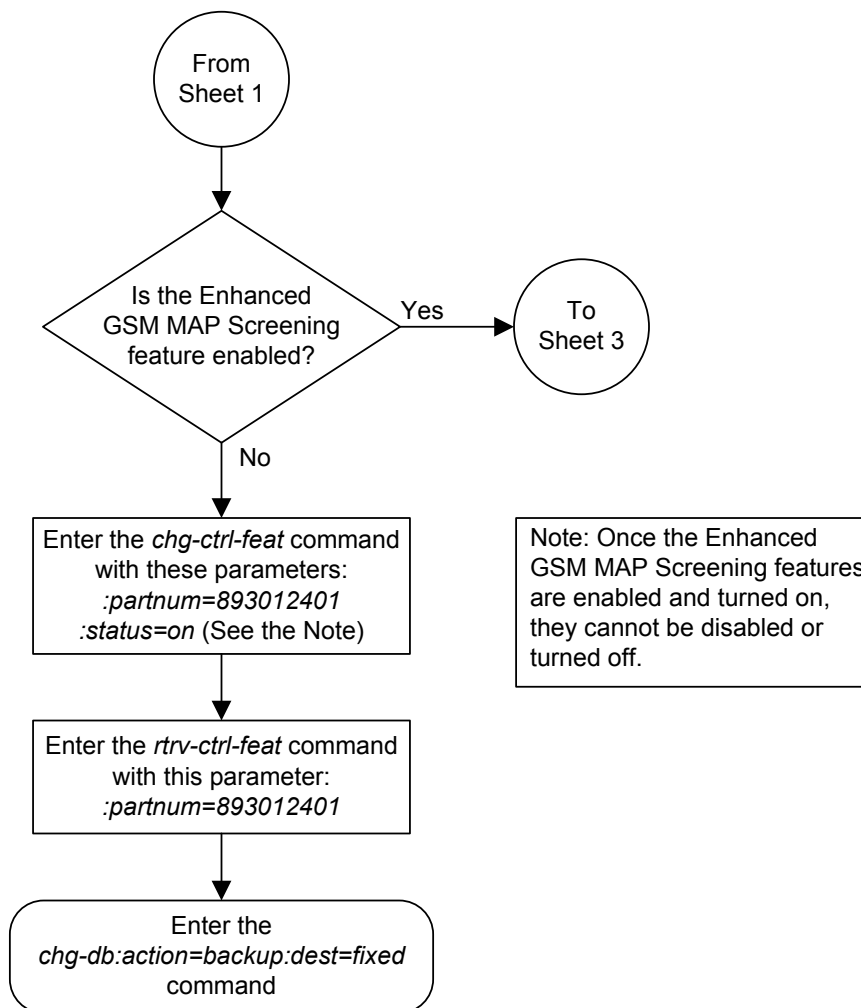 From
Sheet 1
Is the Enhanced
GSM MAP Screening
feature enabled?
Yes
To
Sheet 3
No
Enter the chg-ctrl-feat command
with these parameters:
:partnum=893012401
:status=on (See the Note)
Note: Once the Enhanced
GSM MAP Screening features
are enabled and turned on,
they cannot be disabled or
turned off.
Enter the rtrv-ctrl-feat command
with this parameter:
:partnum=893012401
Enter the
chg-db:action=backup:dest=fixed
command